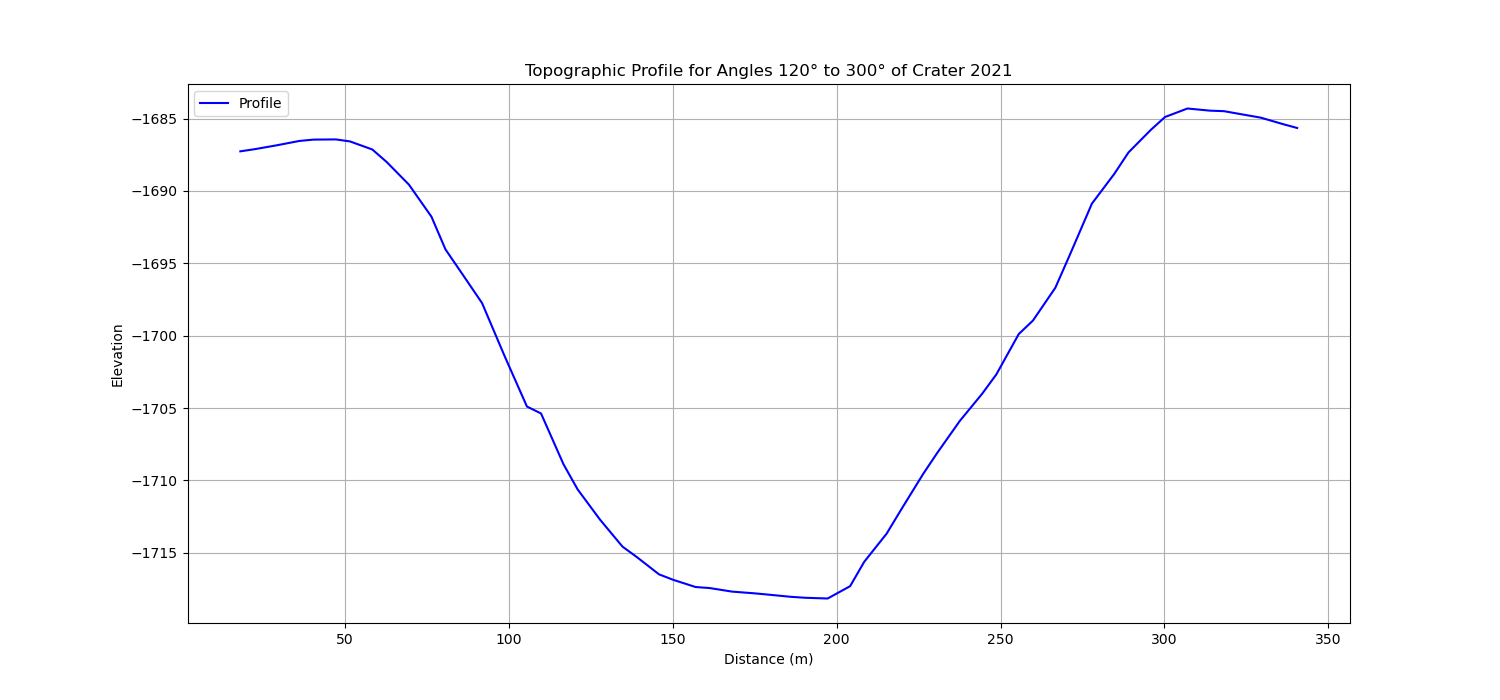 Topographic Profile for Angles 120° to 300° of Crater 2021
Profile
Elevation
−1685
−1690
−1695
−1700
−1705
−1710
−1715
50 100 150 200 250 300 350
Distance (m)